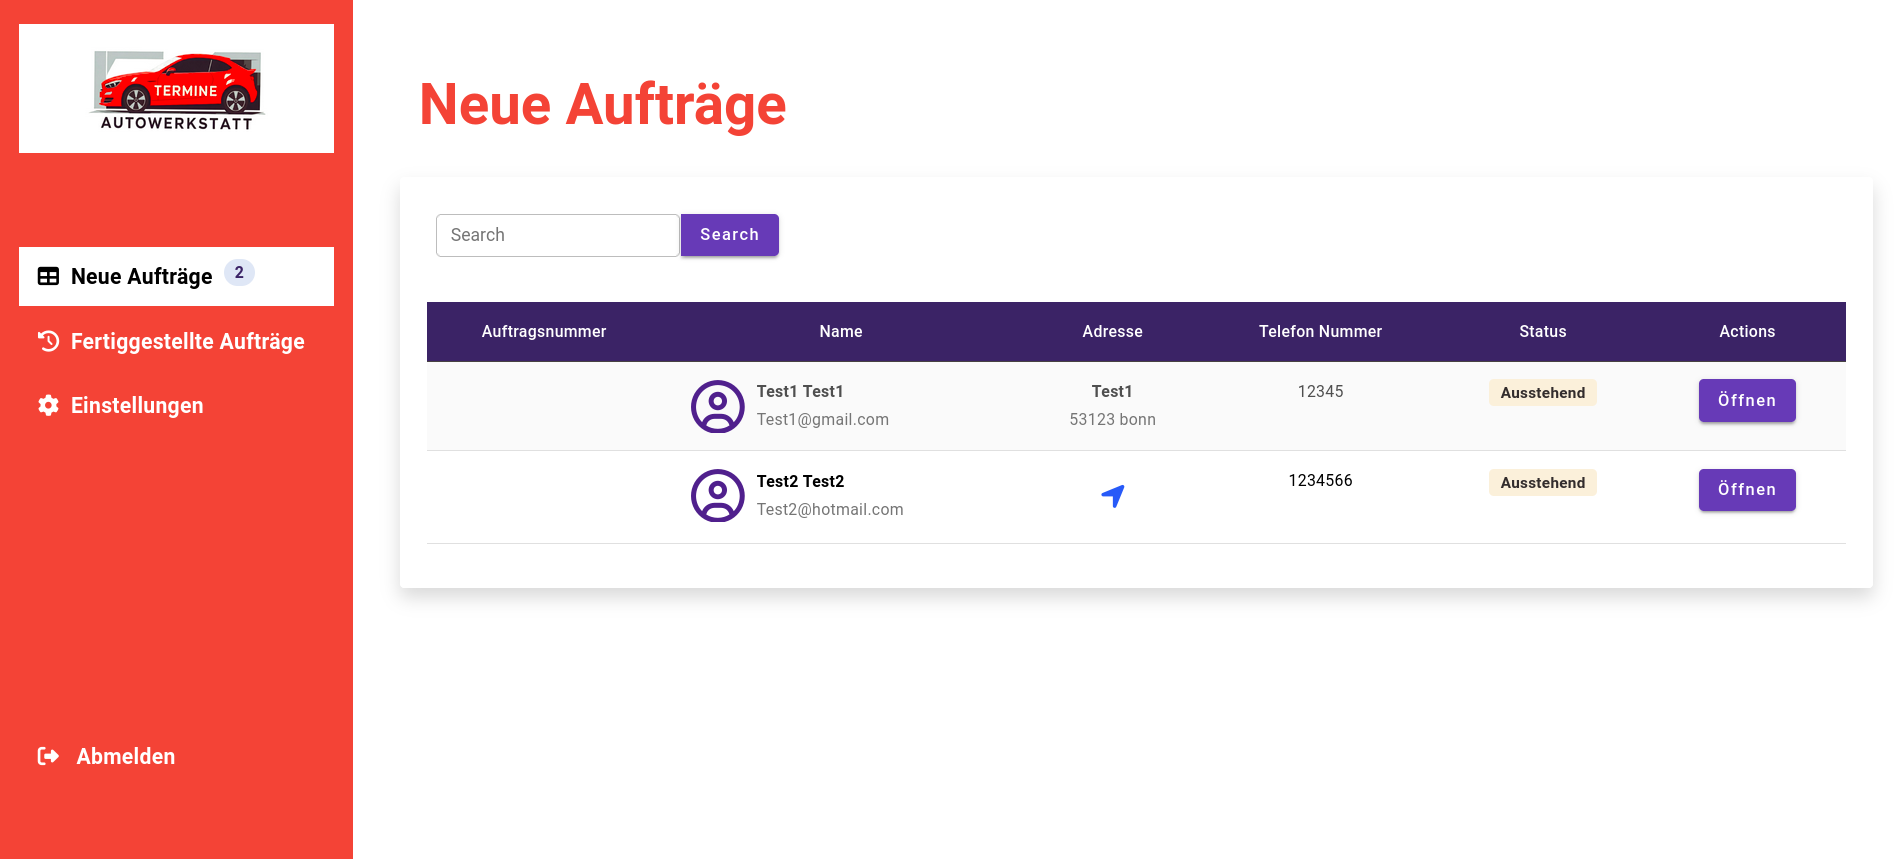 TERMINE
AUTOWERKSTATT
Neue Aufträge 2
Fertiggestellte Aufträge
Einstellungen
Abmelden
Neue Aufträge
Search Search
Auftragsnummer Name Adresse Telefon Nummer Status Actions
Test1 Test1 Test1 12345 Ausstehend Öffnen
Test1@gmail.com 53123 bonn
Test2 Test2 1234566 Ausstehend Öffnen
Test2@hotmail.com